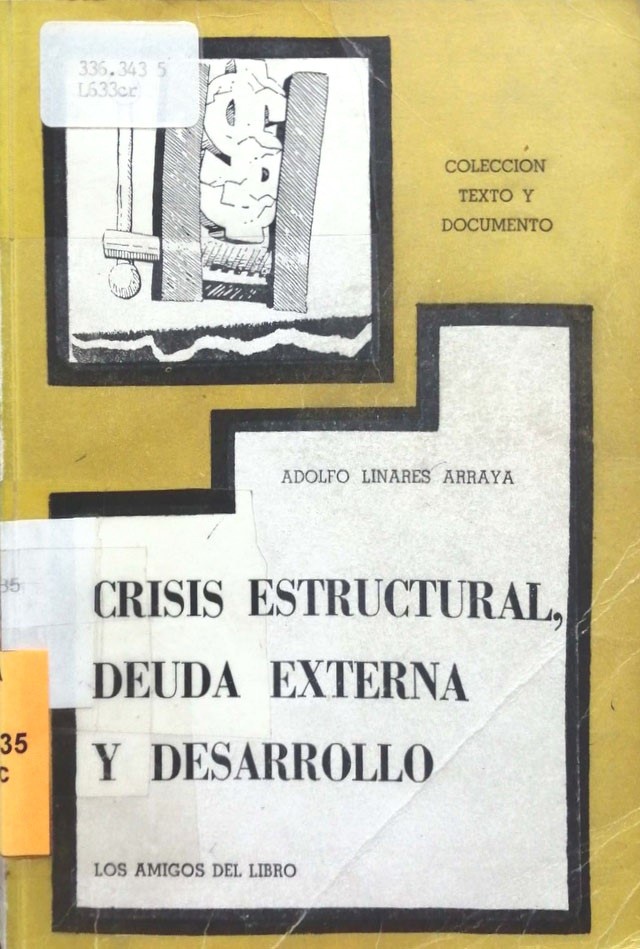 336.343 5
L633cr
COLECCION
TEXTO Y
DOCUMENTO
ADOLFO LINARES ARRAYA
CRISIS ESTRUCTURAL,
DEUDA EXTERNA
Y DESARROLLO
LOS AMIGOS DEL LIBRO
35
35
C